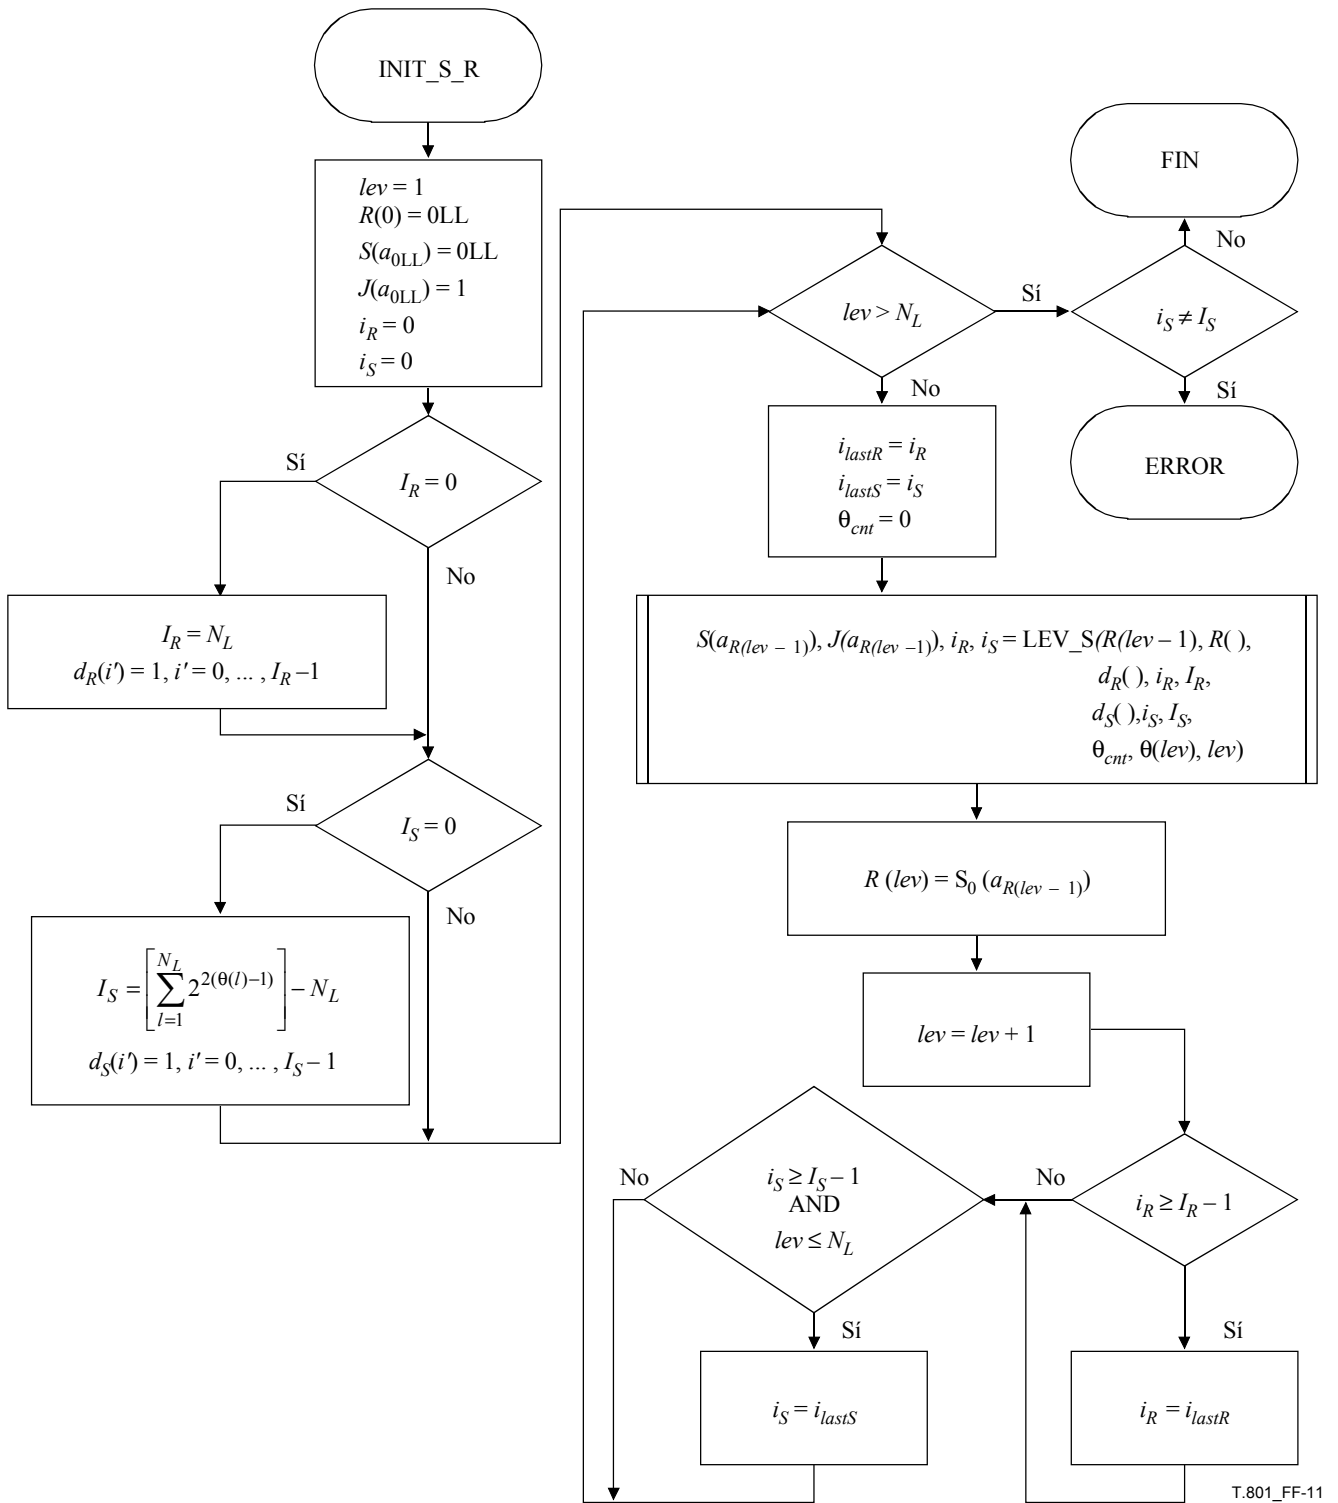 INIT_S_R
lev = 1
R(0) = 0LL
S(a0LL) = 0LL
J(a0LL) = 1
iR = 0
iS = 0
IR = 0
Sí
No
IR = NL
dR(i′) = 1, i′ = 0, ... , IR –1
IS = 0
Sí
No
IS = [∑ l=1 NL 2^2(θ(l)–1)] – NL
dS(i′) = 1, i′ = 0, ... , IS – 1
lev > NL
Sí
No
iS ≠ IS
No
FIN
Sí
ERROR
ilastR = iR
ilastS = iS
θcnt = 0
S(aR(lev – 1)), J(aR(lev –1)), iR, iS = LEV_S(R(lev – 1), R( ),
dR( ), iR, IR,
dS( ),iS, IS,
θcnt, θ(lev), lev)
R (lev) = S0 (aR(lev – 1))
lev = lev + 1
iR ≥ IR – 1
No
Sí
iR = ilastR
iS ≥ IS – 1
AND
lev ≤ NL
No
Sí
iS = ilastS
T.801_FF-11